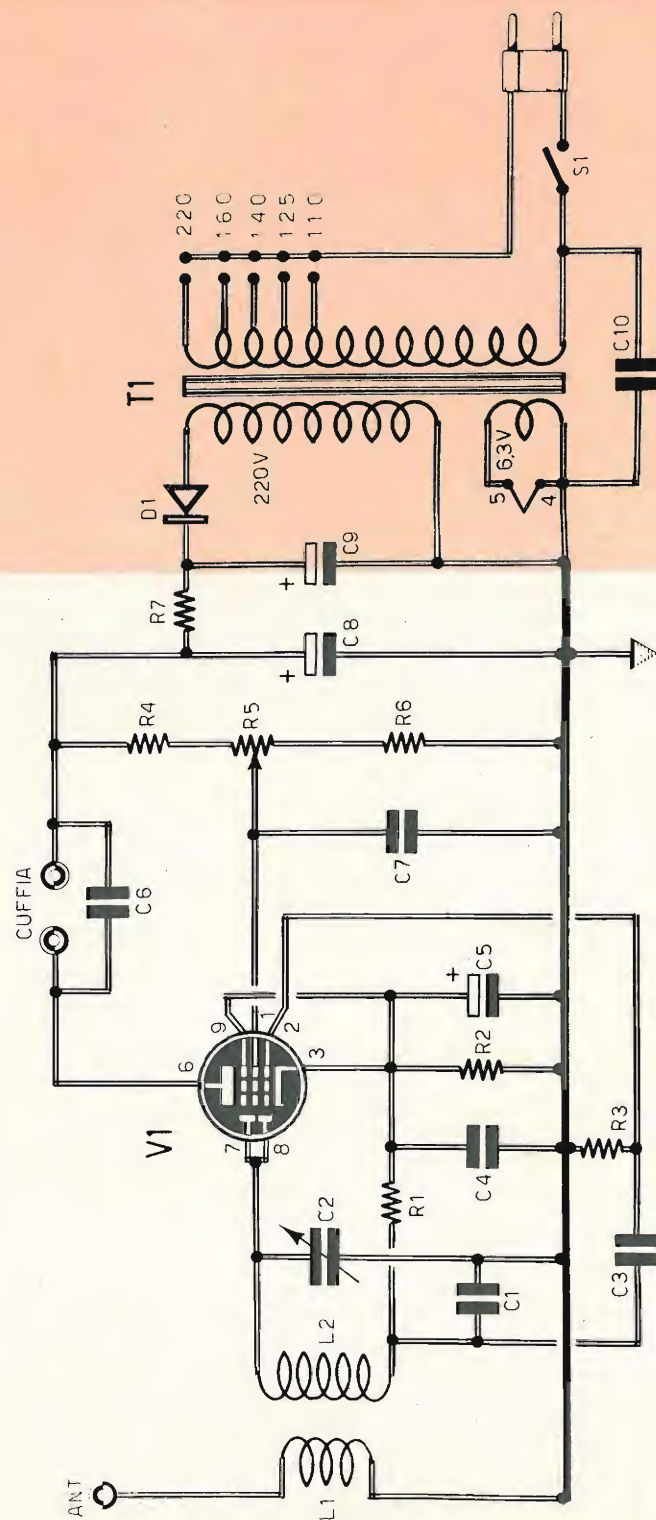 ANT
L1
L2
C2
C1
C3
R1
C4
R3
R2
C5
V1
7
8
6
9
1
2
3
CUFFIA
C6
C7
R4
R5
R6
R7
+
C8
+
C9
D1
T1
220V
6,3V
5
4
220
160
140
125
110
S1
C10